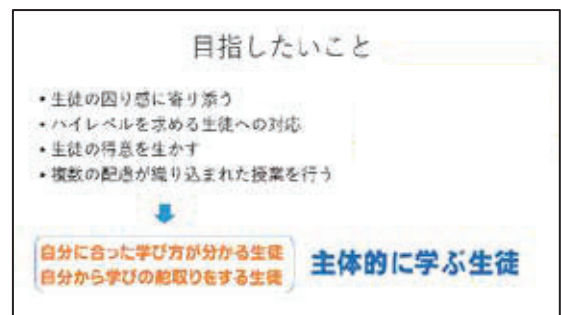 目指したいこと
• 生徒の困り感に寄り添う
• ハイレベルを求める生徒への対応
• 生徒の得意を生かす
• 複数の配慮が織り込まれた授業を行う
自分に合った学び方が分かる生徒
自分から学びの舵取りをする生徒
主体的に学ぶ生徒